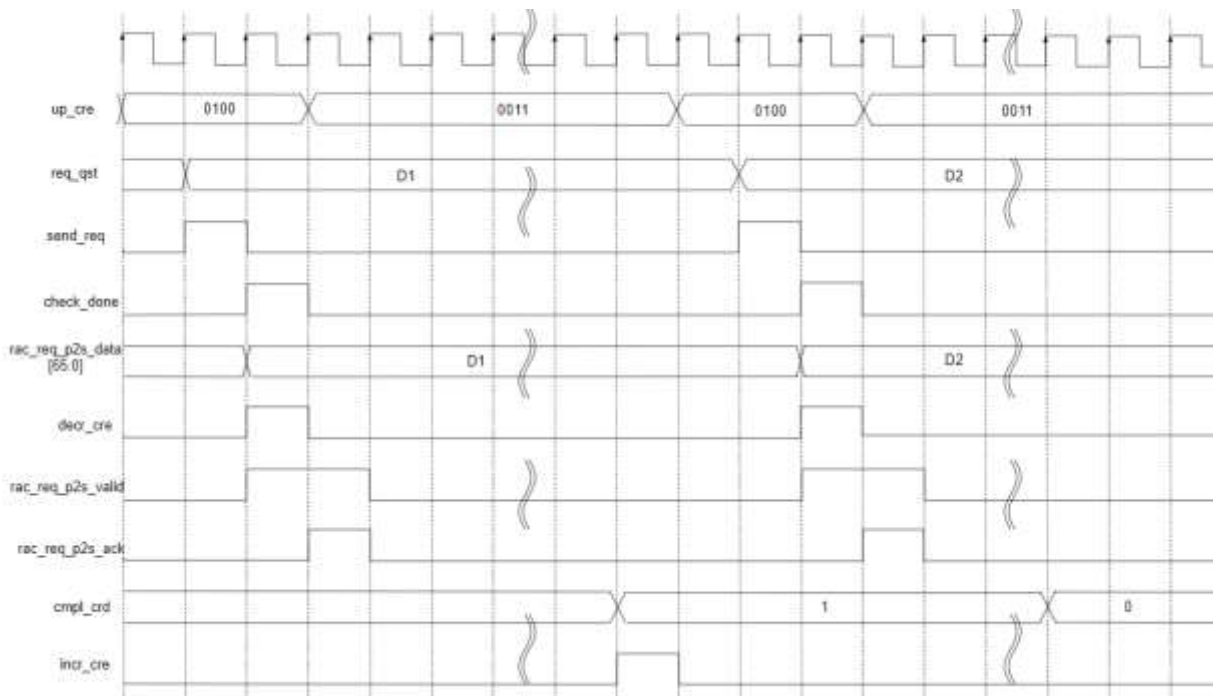 up_cre 0100 0011 0100 0011
req_qst D1 D2
send_req
check_done
rac_req_p2s_data D1 D2
[65:0]
decr_cre
rac_req_p2s_valid
rac_req_p2s_ack
cmpl_crd 1 0
incr_cre